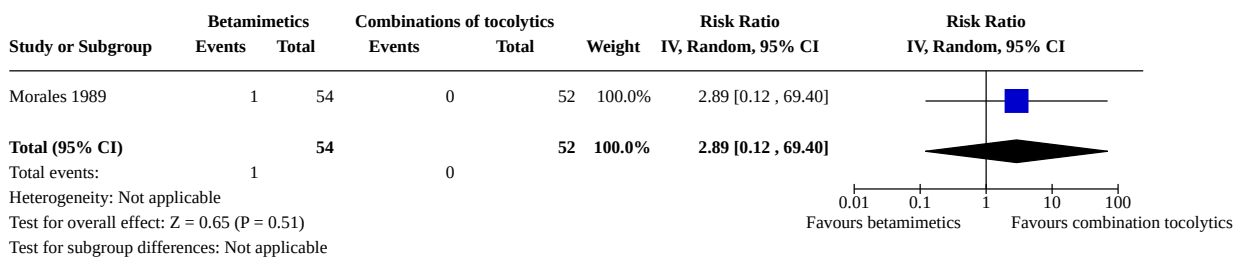 Betamimetics Combinations of tocolytics Risk Ratio Risk Ratio
Study or Subgroup Events Total Events Total Weight IV, Random, 95% CI IV, Random, 95% CI
Morales 1989 1 54 0 52 100.0% 2.89 [0.12 , 69.40]
Total (95% CI) 54 52 100.0% 2.89 [0.12 , 69.40]
Total events: 1 0
Heterogeneity: Not applicable
0.01 0.1 1 10 100
Test for overall effect: Z = 0.65 (P = 0.51) Favours betamimetics Favours combination tocolytics
Test for subgroup differences: Not applicable